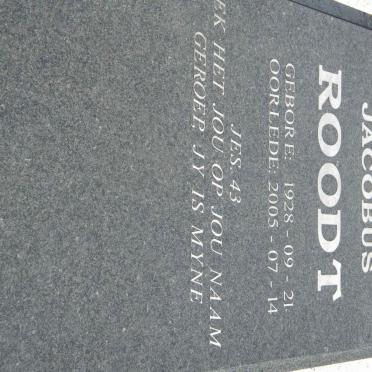 JACOBUS
ROODT
GEBORE: 1928 - 09 - 21
OORLEDE: 2005 - 07 - 14
JES. 43
EK HET JOU OP JOU NAAM
GEROEP, JY IS MYNE